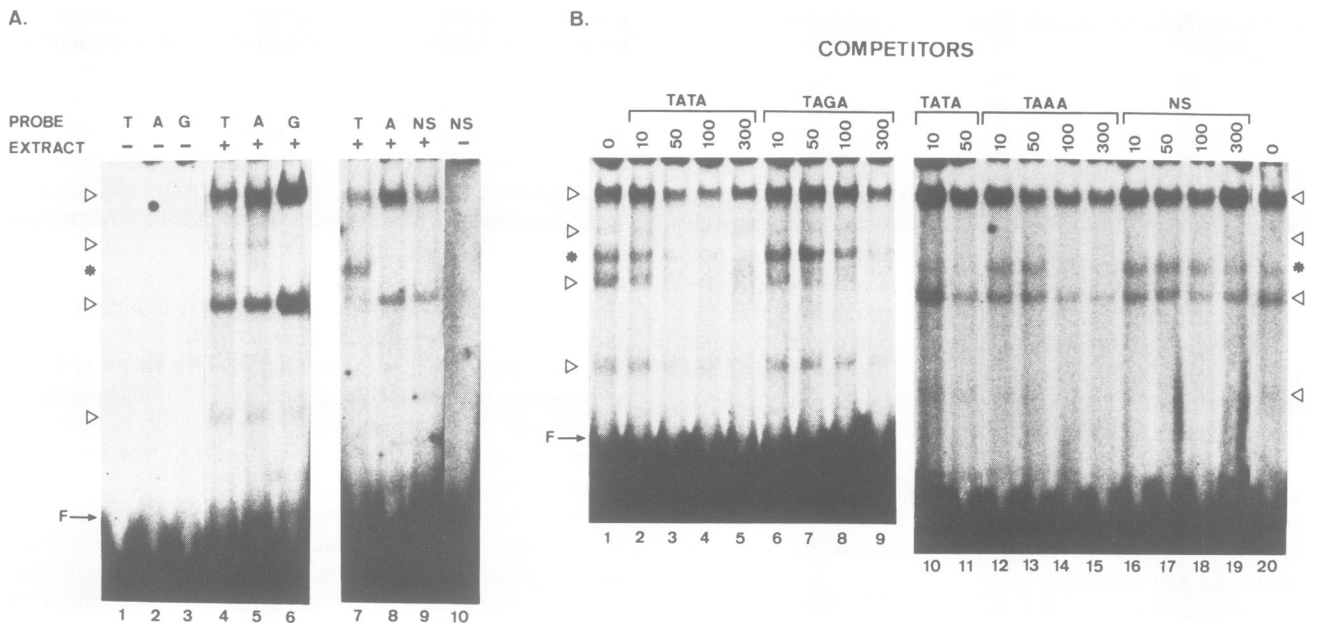 A.
PROBE T A G T A G T A NS NS
EXTRACT − − − + + + + + + −
F→
1 2 3 4 5 6 7 8 9 10
B.
COMPETITORS
TATA TAGA TATA TAAA NS
0 10 50 100 300 10 50 100 300 10 50 10 50 100 300 10 50 100 300 0
F→
1 2 3 4 5 6 7 8 9
10 11 12 13 14 15 16 17 18 19 20